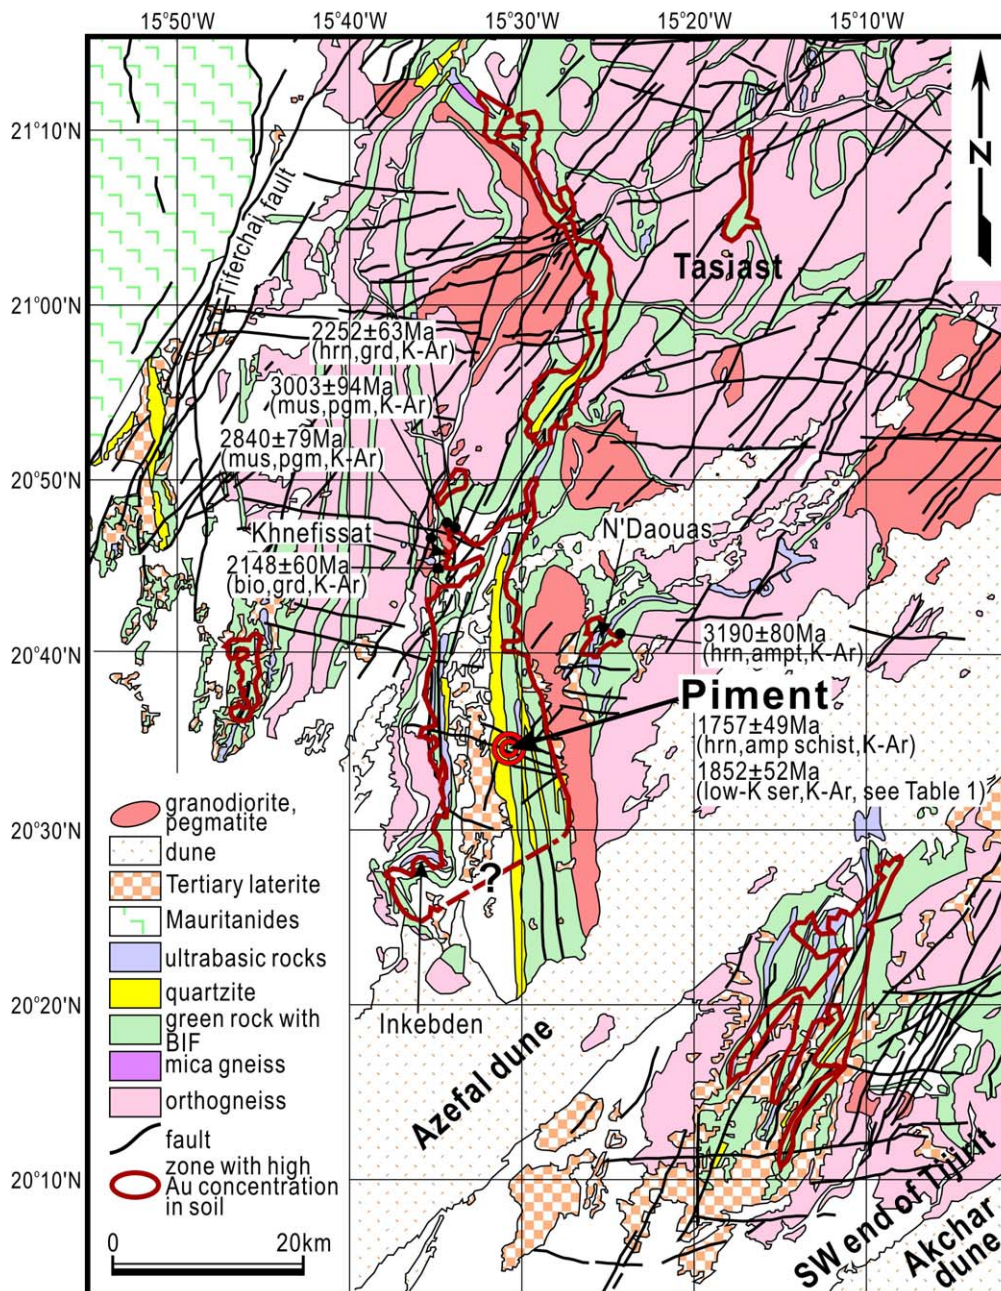 15°50'W 15°40'W 15°30'W 15°20'W 15°10'W
21°10'N
N
Tiferchai fault
Tasiast
21°00'N
2252±63Ma
(hrn,grd,K-Ar)
3003±94Ma
(mus,pgm,K-Ar)
2840±79Ma
(mus,pgm,K-Ar)
20°50'N
Khnefissat
N'Daouas
2148±60Ma
(bio,grd,K-Ar)
3190±80Ma
(hrn,ampt,K-Ar)
20°40'N
Piment
1757±49Ma
(hrn,amp schist,K-Ar)
1852±52Ma
(low-K ser,K-Ar, see Table 1)
20°30'N
?
20°20'N
Inkebden
Azefal dune
20°10'N
SW end of Tijirit
Akchar
dune
granodiorite,
pegmatite
dune
Tertiary laterite
Mauritanides
ultrabasic rocks
quartzite
green rock with
BIF
mica gneiss
orthogneiss
fault
zone with high
Au concentration
in soil
0 20km